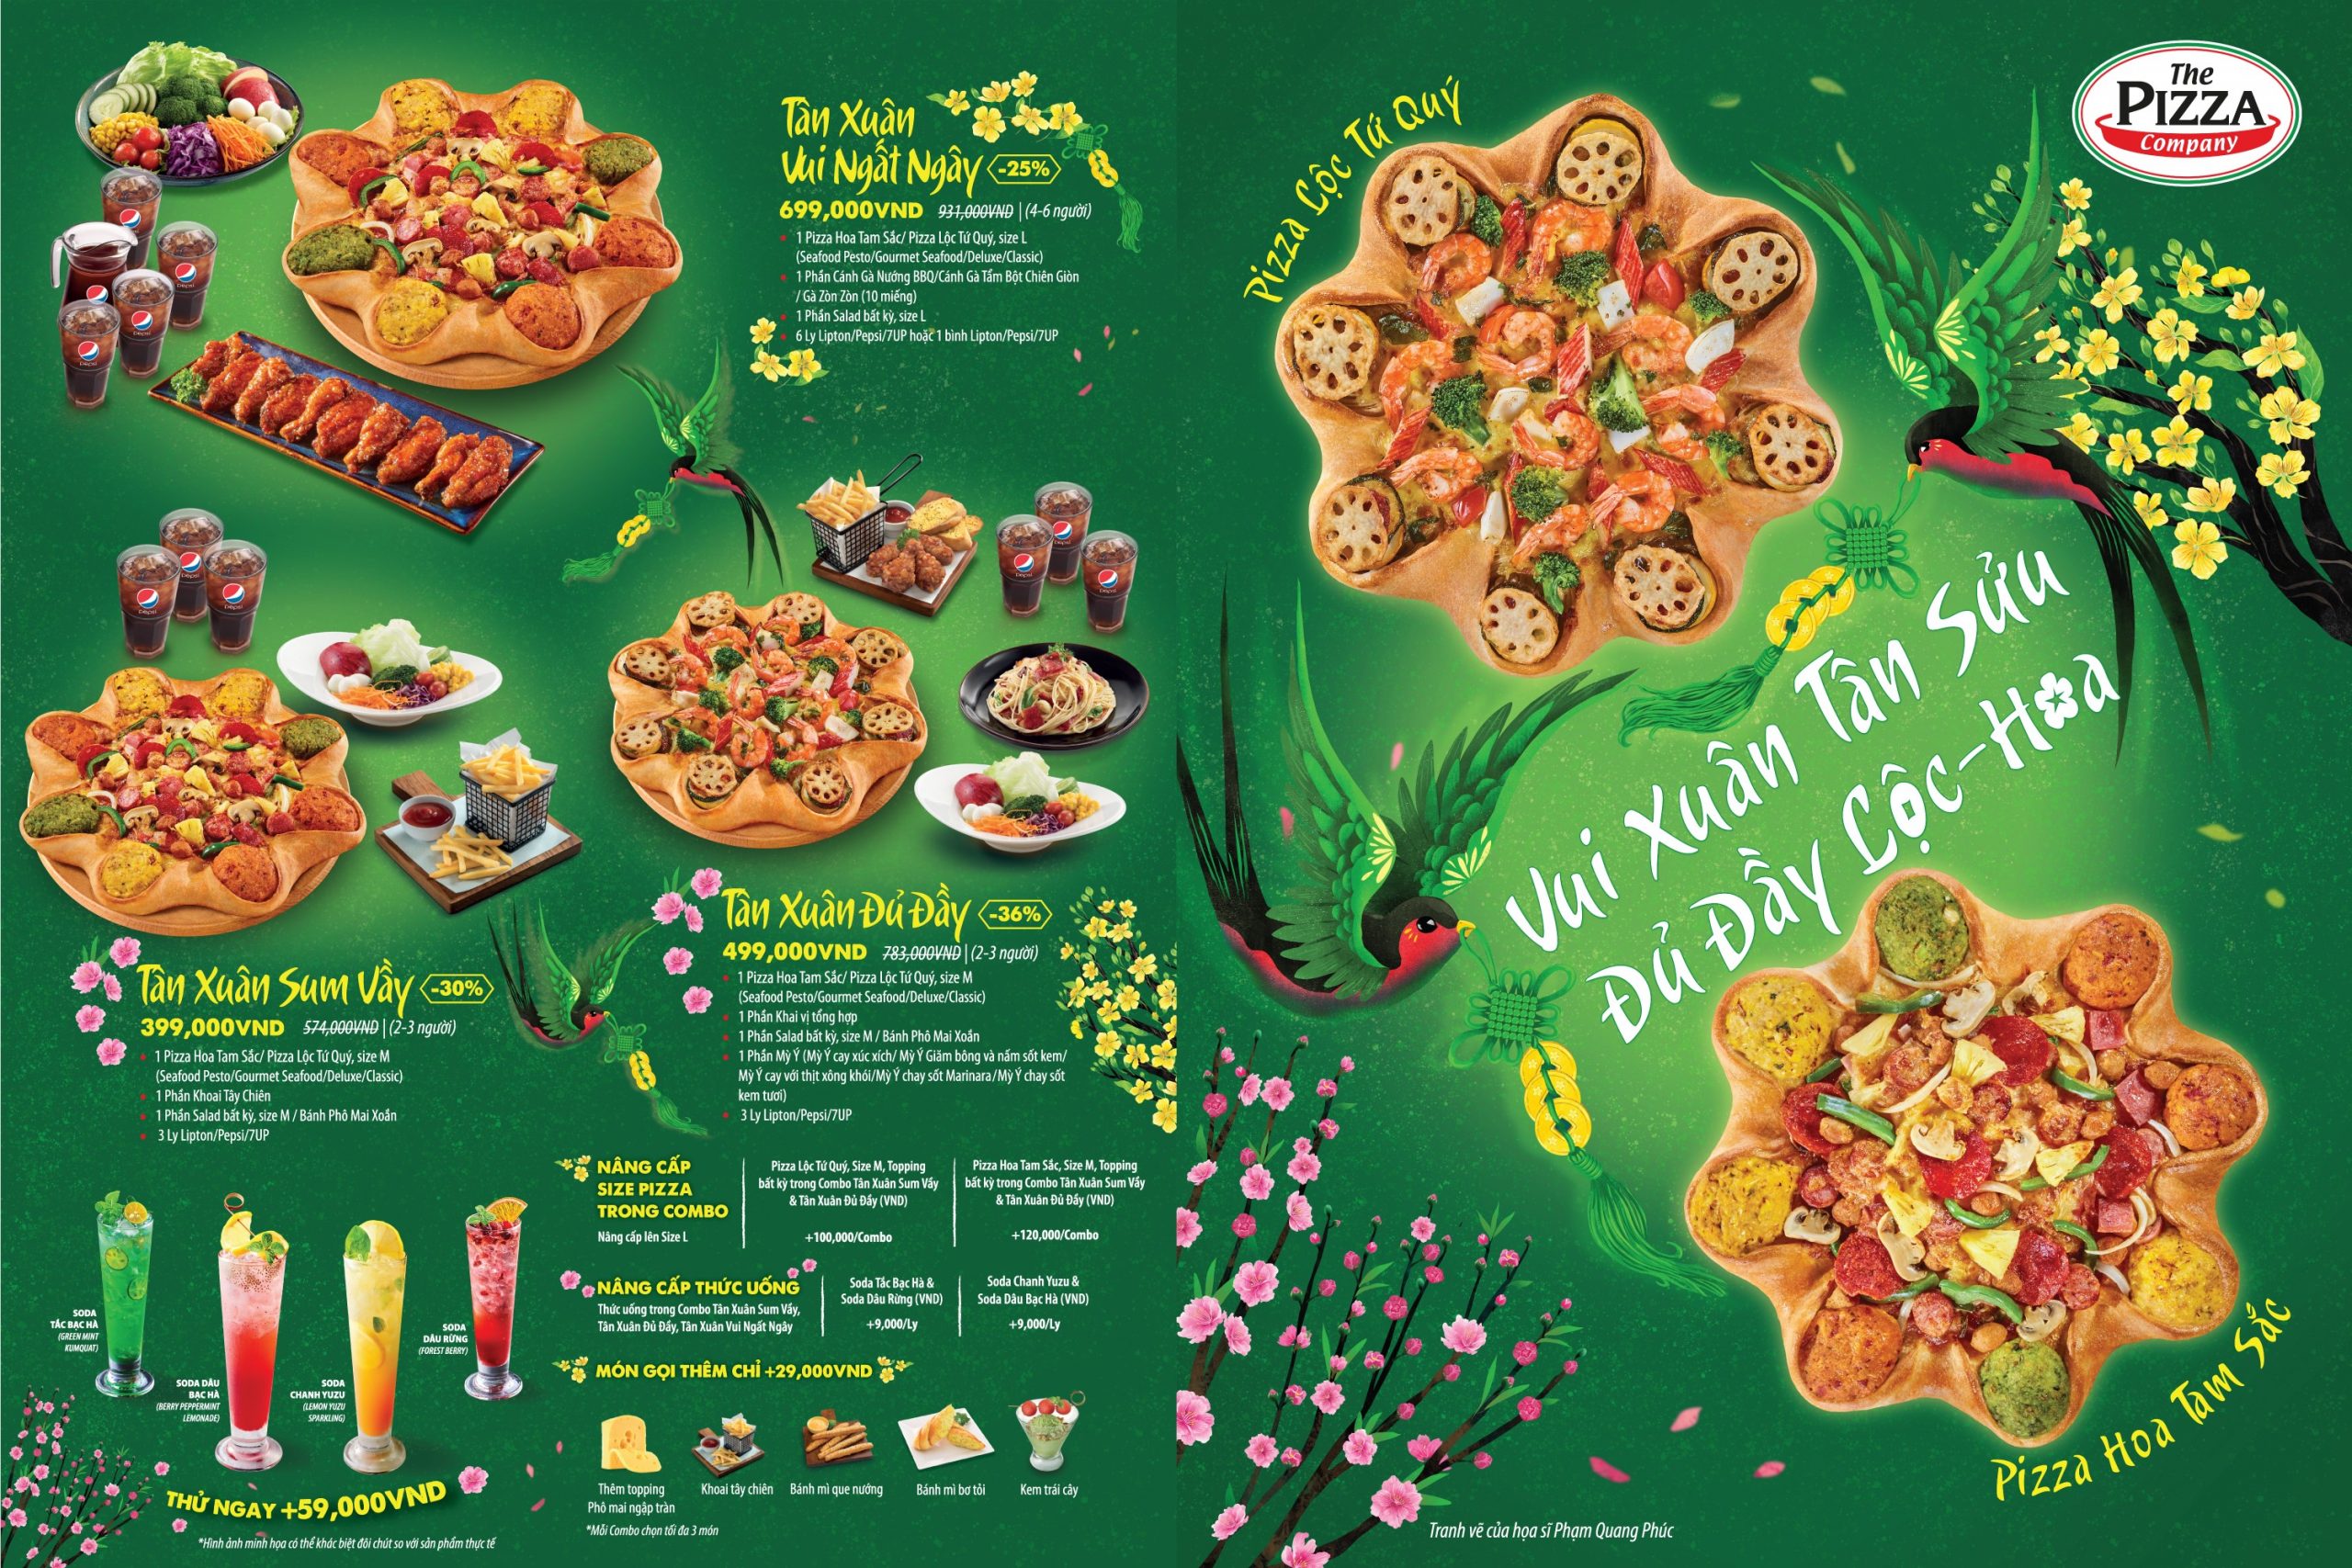 Tân Xuân
Vui Ngất Ngây -25%
699,000VND 931,000VND | (4-6 người)
1 Pizza Hoa Tam Sắc/ Pizza Lộc Tứ Quý, size L
(Seafood Pesto/Gourmet Seafood/Deluxe/Classic)
1 Phần Cánh Gà Nướng BBQ/Cánh Gà Tẩm Bột Chiên Giòn
/ Gà Zòn Zòn (10 miếng)
1 Phần Salad bất kỳ, size L
6 Ly Lipton/Pepsi/7UP hoặc 1 bình Lipton/Pepsi/7UP
Tân Xuân Sum Vầy -30%
399,000VND 574,000VND | (2-3 người)
1 Pizza Hoa Tam Sắc/ Pizza Lộc Tứ Quý, size M
(Seafood Pesto/Gourmet Seafood/Deluxe/Classic)
1 Phần Khoai Tây Chiên
1 Phần Salad bất kỳ, size M / Bánh Phô Mai Xoắn
3 Ly Lipton/Pepsi/7UP
Tân Xuân Đủ Đầy -36%
499,000VND 783,000VND | (2-3 người)
1 Pizza Hoa Tam Sắc/ Pizza Lộc Tứ Quý, size M
(Seafood Pesto/Gourmet Seafood/Deluxe/Classic)
1 Phần Khai vị tổng hợp
1 Phần Salad bất kỳ, size M / Bánh Phô Mai Xoắn
1 Phần Mỳ Ý (Mỳ Ý cay xúc xích/ Mỳ Ý Giăm bông và nấm sốt kem/
Mỳ Ý cay với thịt xông khói/Mỳ Ý chay sốt Marinara/Mỳ Ý chay sốt
kem tươi)
3 Ly Lipton/Pepsi/7UP
NÂNG CẤP
SIZE PIZZA
TRONG COMBO
Nâng cấp lên Size L
Pizza Lộc Tứ Quý, Size M, Topping
bất kỳ trong Combo Tân Xuân Sum Vầy
& Tân Xuân Đủ Đầy (VND)
+100,000/Combo
Pizza Hoa Tam Sắc, Size M, Topping
bất kỳ trong Combo Tân Xuân Sum Vầy
& Tân Xuân Đủ Đầy (VND)
+120,000/Combo
NÂNG CẤP THỨC UỐNG
Thức uống trong Combo Tân Xuân Sum Vầy,
Tân Xuân Đủ Đầy, Tân Xuân Vui Ngất Ngây
Soda Tắc Bạc Hà &
Soda Dâu Rừng (VND)
+9,000/Ly
Soda Chanh Yuzu &
Soda Dâu Bạc Hà (VND)
+9,000/Ly
MÓN GỌI THÊM CHỈ +29,000VND
Thêm topping
Phô mai ngập tràn
Khoai tây chiên
Bánh mì que nướng
Bánh mì bơ tỏi
Kem trái cây
*Mỗi Combo chọn tối đa 3 món
SODA
TẮC BẠC HÀ
(GREEN MINT
KUMQUAT)
SODA DÂU
BẠC HÀ
(BERRY PEPPERMINT
LEMONADE)
SODA
CHANH YUZU
(LEMON YUZU
SPARKLING)
SODA
DÂU RỪNG
(FOREST BERRY)
THỬ NGAY +59,000VND
*Hình ảnh minh họa có thể khác biệt đôi chút so với sản phẩm thực tế
The
PIZZA
Company
Pizza Lộc Tứ Quý
Vui Xuân Tân Sửu
Đủ Đầy Lộc-Hoa
Pizza Hoa Tam Sắc
Tranh vẽ của họa sĩ Phạm Quang Phúc